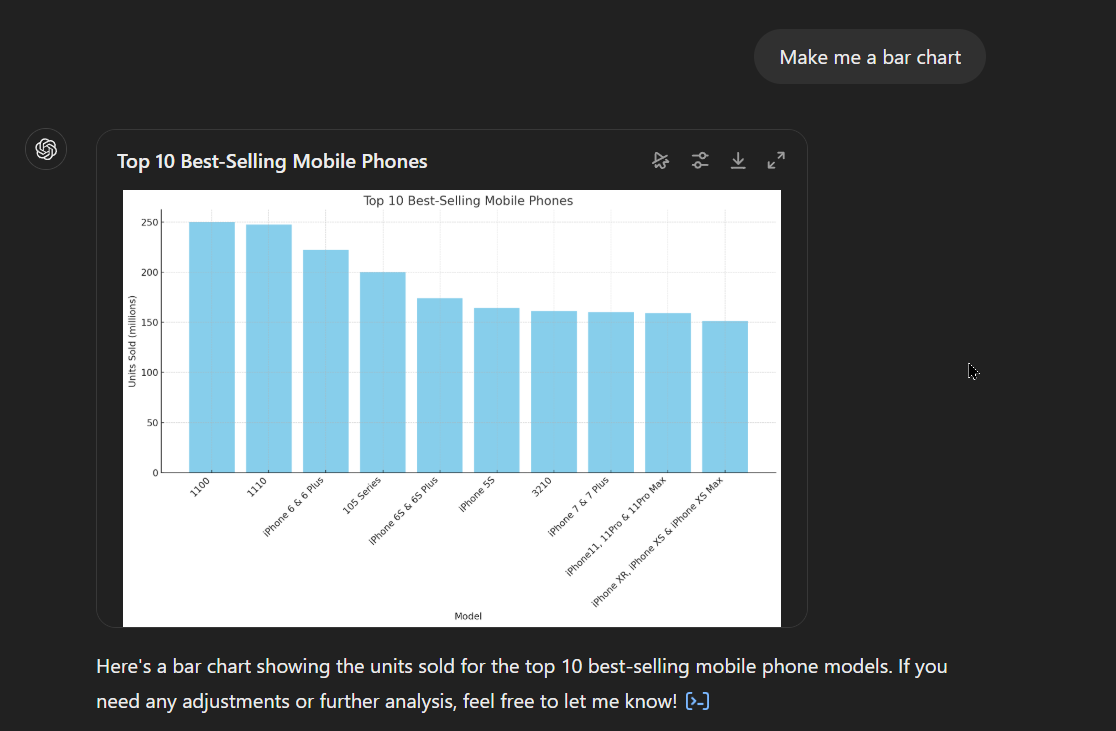 Make me a bar chart
Top 10 Best-Selling Mobile Phones
Top 10 Best-Selling Mobile Phones
Units Sold (millions)
250
200
150
100
50
0
1100
1110
iPhone 6 & 6 Plus
105 Series
iPhone 6S & 6S Plus
iPhone 5S
3210
iPhone 7 & 7 Plus
iPhone11, 11Pro & 11Pro Max
iPhone XR, iPhone XS & iPhone XS Max
Model
Here's a bar chart showing the units sold for the top 10 best-selling mobile phone models. If you
need any adjustments or further analysis, feel free to let me know!